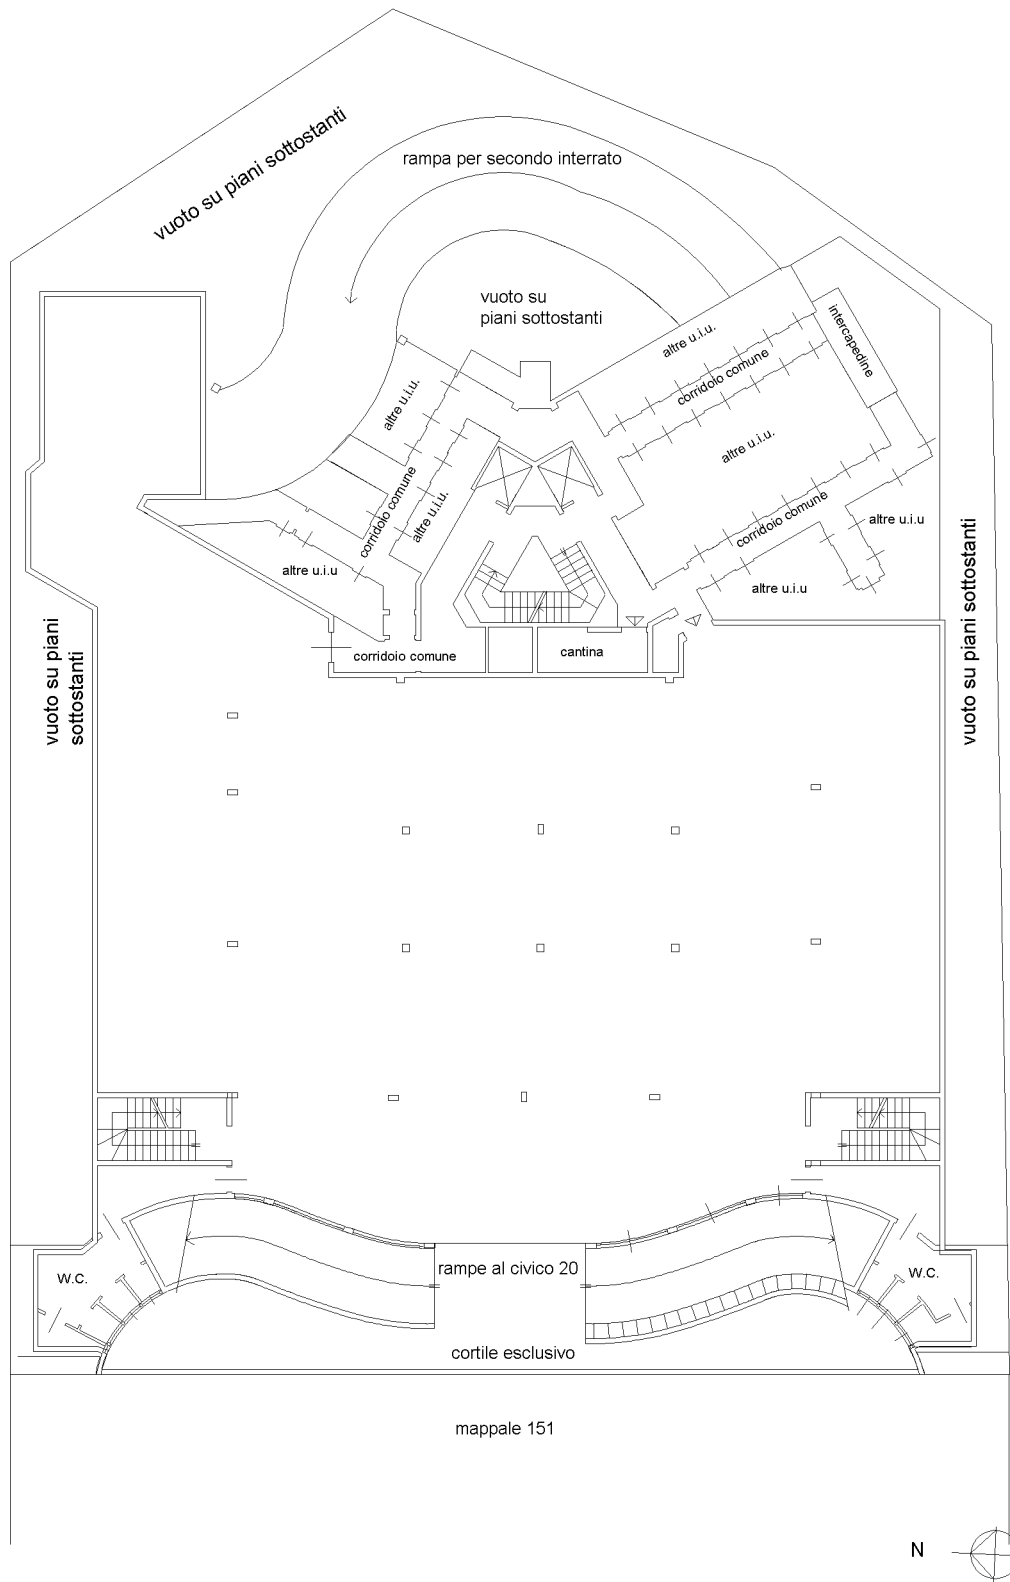 vuoto su piani sottostanti
rampa per secondo interrato
vuoto su
piani sottostanti
intercapedine
altre u.i.u.
corridoio comune
altre u.i.u.
altre u.i.u.
corridoio comune
altre u.i.u.
corridoio comune
altre u.i.u
altre u.i.u
altre u.i.u
vuoto su piani
sottostanti
vuoto su piani sottostanti
corridoio comune
cantina
W.C.
rampe al civico 20
W.C.
cortile esclusivo
mappale 151
N